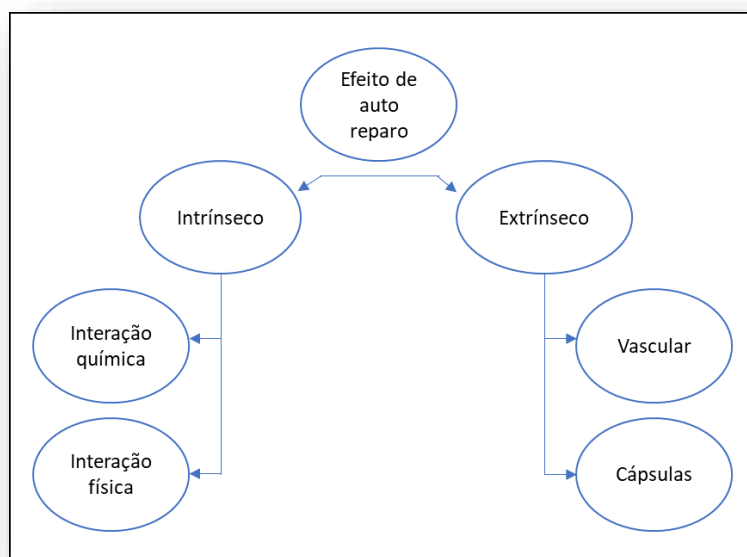 Efeito de
auto
reparo
Intrínseco
Extrínseco
Interação
química
Vascular
Interação
física
Cápsulas